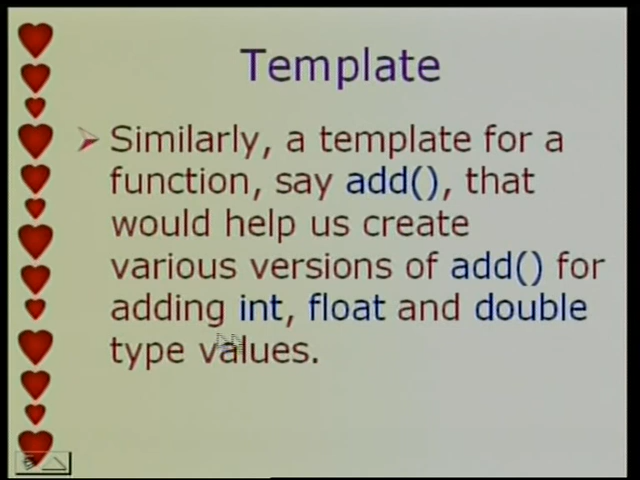 Template
Similarly, a template for a
function, say add(), that
would help us create
various versions of add() for
adding int, float and double
type values.